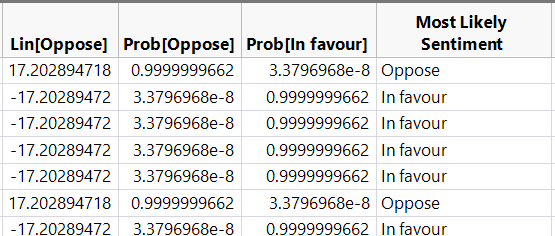 Lin[Oppose] Prob[Oppose] Prob[In favour] Most Likely Sentiment
17.202894718 0.9999999662 3.3796968e-8 Oppose
-17.20289472 3.3796968e-8 0.9999999662 In favour
-17.20289472 3.3796968e-8 0.9999999662 In favour
-17.20289472 3.3796968e-8 0.9999999662 In favour
-17.20289472 3.3796968e-8 0.9999999662 In favour
17.202894718 0.9999999662 3.3796968e-8 Oppose
-17.20289472 3.3796968e-8 0.9999999662 In favour